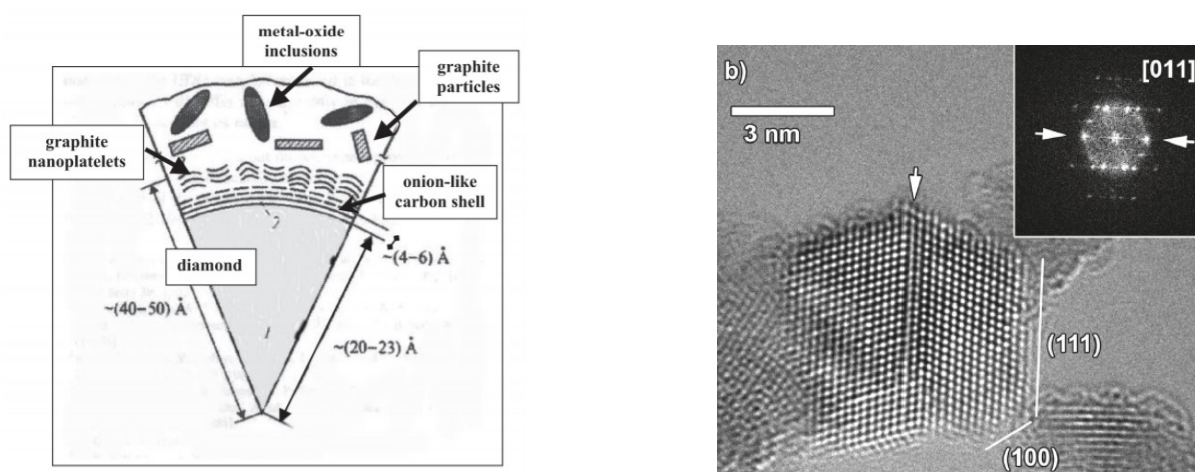 metal-oxide
inclusions
graphite
particles
graphite
nanoplatelets
onion-like
carbon shell
diamond
~(4–6) Å
~(40–50) Å
~(20–23) Å
b)
3 nm
[011]
(111)
(100)